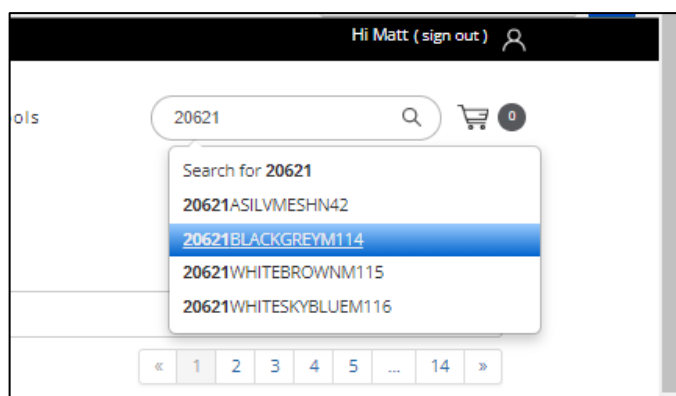 Hi Matt ( sign out )
ols
20621
0
Search for 20621
20621ASILVMESHN42
20621BLACKGREYM114
20621WHITEBROWNM115
20621WHITESKYBLUEM116
« 1 2 3 4 5 ... 14 »